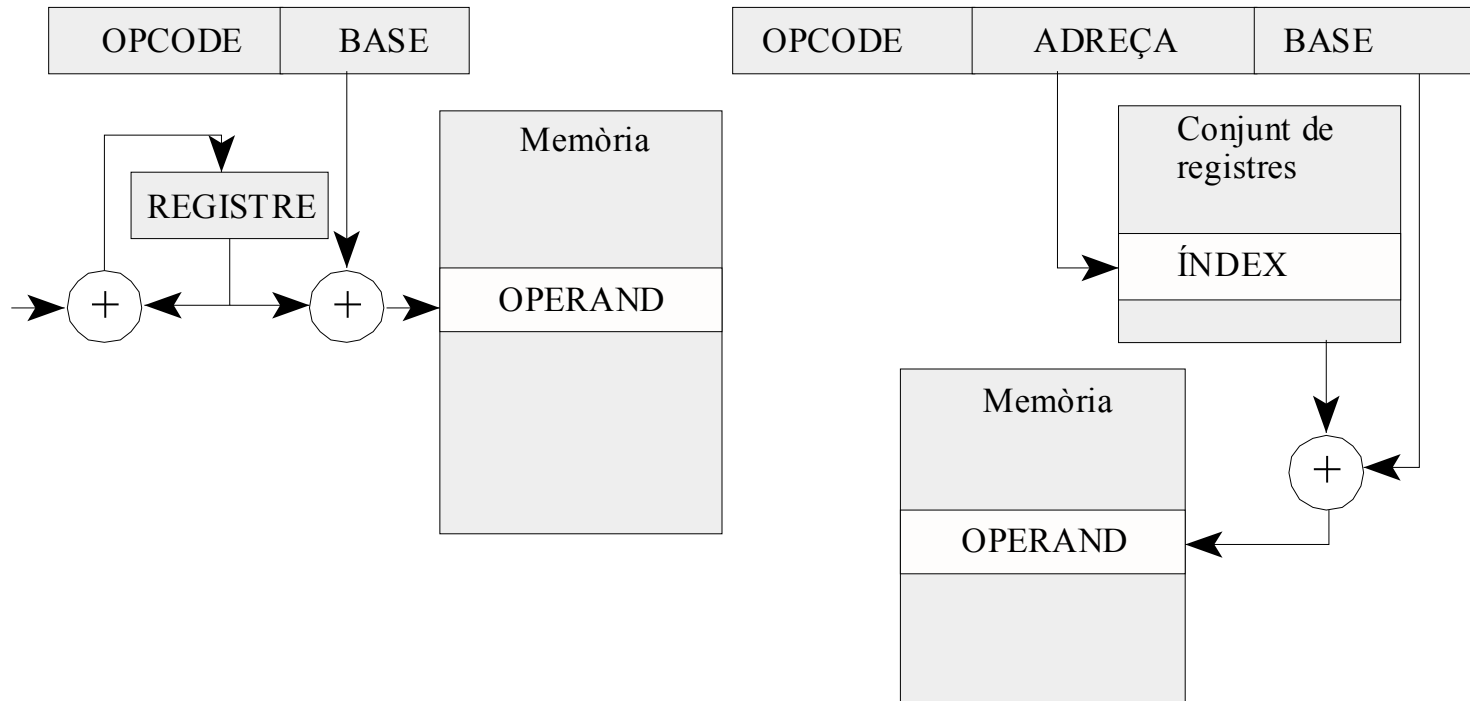 OPCODE BASE
REGISTRE
+
+
Memòria
OPERAND
OPCODE ADREÇA BASE
Conjunt de
registres
ÍNDEX
+
Memòria
OPERAND